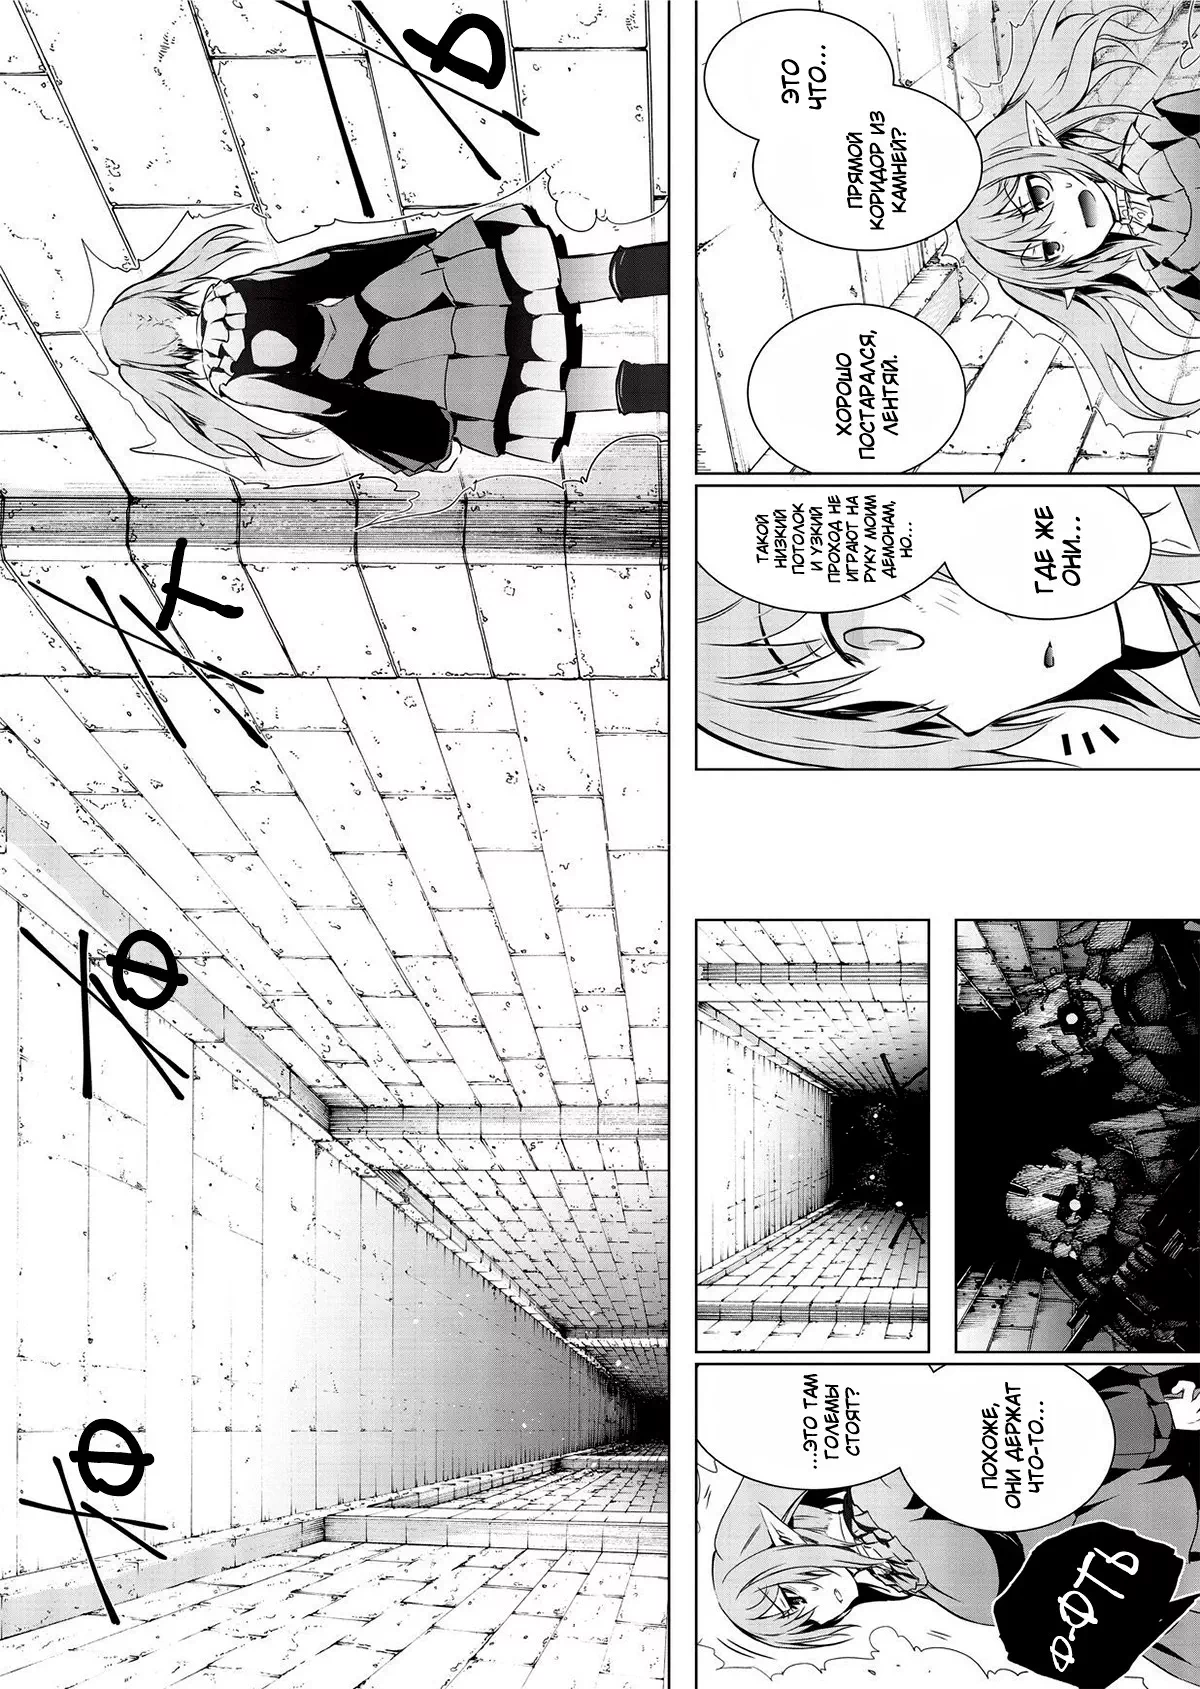 Ф
Ф
Т
Ь
ЭТО
ЧТО...
ПРЯМОЙ
КОРИДОР ИЗ
КАМНЕЙ?
ХОРОШО
ПОСТАРАЛСЯ,
ЛЕНТЯЙ.
ТАКОЙ
НИЗКИЙ
ПОТОЛОК
И УЗКИЙ
ПРОХОД НЕ
ИГРАЮТ НА
РУКУ МОИМ
ДЕМОНАМ,
НО...
ГДЕ ЖЕ
ОНИ...
...ЭТО ТАМ
ГОЛЕМЫ
СТОЯТ?
ПОХОЖЕ,
ОНИ ДЕРЖАТ
ЧТО-ТО...
Ф-ФТЬ